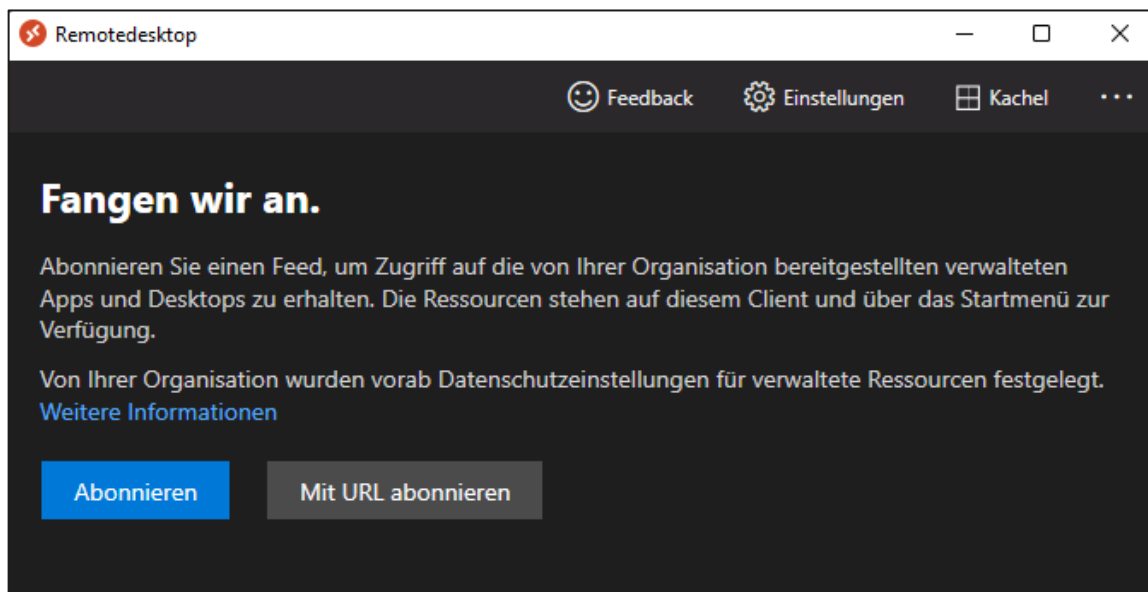 Remotedesktop
Feedback
Einstellungen
Kachel
Fangen wir an.
Abonnieren Sie einen Feed, um Zugriff auf die von Ihrer Organisation bereitgestellten verwalteten
Apps und Desktops zu erhalten. Die Ressourcen stehen auf diesem Client und über das Startmenü zur
Verfügung.
Von Ihrer Organisation wurden vorab Datenschutzeinstellungen für verwaltete Ressourcen festgelegt.
Weitere Informationen
Abonnieren
Mit URL abonnieren